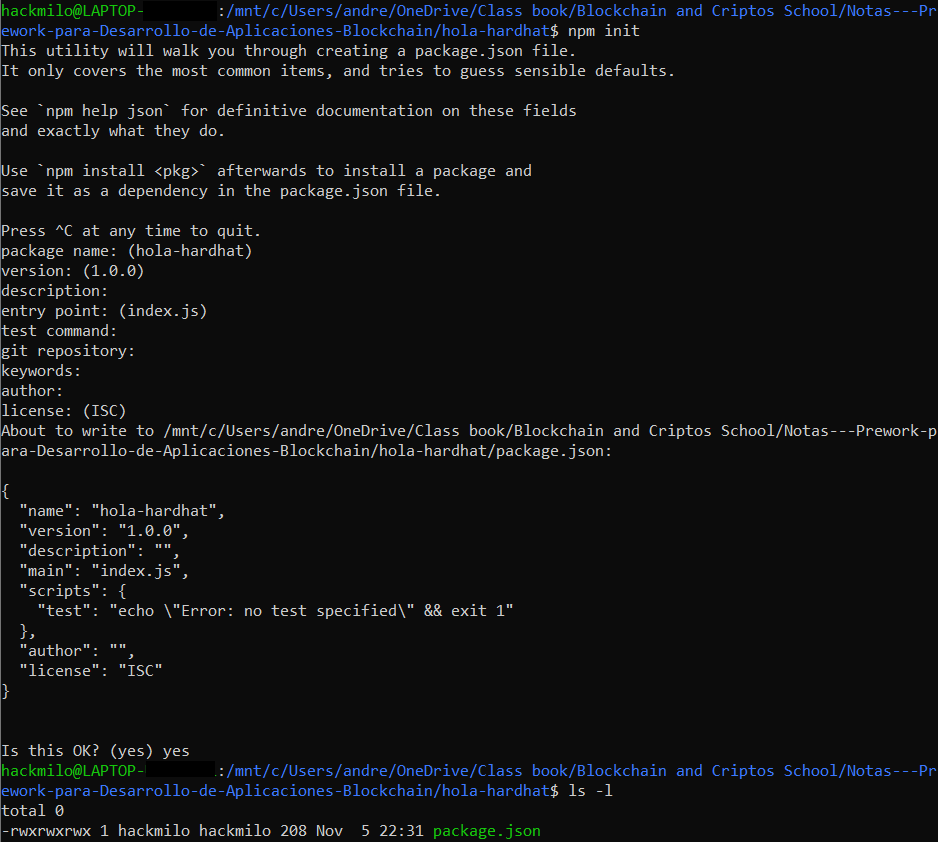 hackmilo@LAPTOP-:/mnt/c/Users/andre/OneDrive/Class book/Blockchain and Criptos School/Notas---Pr
ework-para-Desarrollo-de-Aplicaciones-Blockchain/hola-hardhat$ npm init
This utility will walk you through creating a package.json file.
It only covers the most common items, and tries to guess sensible defaults.

See `npm help json` for definitive documentation on these fields
and exactly what they do.

Use `npm install <pkg>` afterwards to install a package and
save it as a dependency in the package.json file.

Press ^C at any time to quit.
package name: (hola-hardhat)
version: (1.0.0)
description:
entry point: (index.js)
test command:
git repository:
keywords:
author:
license: (ISC)
About to write to /mnt/c/Users/andre/OneDrive/Class book/Blockchain and Criptos School/Notas---Prework-p
ara-Desarrollo-de-Aplicaciones-Blockchain/hola-hardhat/package.json:

{
  "name": "hola-hardhat",
  "version": "1.0.0",
  "description": "",
  "main": "index.js",
  "scripts": {
    "test": "echo \"Error: no test specified\" && exit 1"
  },
  "author": "",
  "license": "ISC"
}

Is this OK? (yes) yes
hackmilo@LAPTOP-:/mnt/c/Users/andre/OneDrive/Class book/Blockchain and Criptos School/Notas---Pr
ework-para-Desarrollo-de-Aplicaciones-Blockchain/hola-hardhat$ ls -l
total 0
-rwxrwxrwx 1 hackmilo hackmilo 208 Nov  5 22:31 package.json